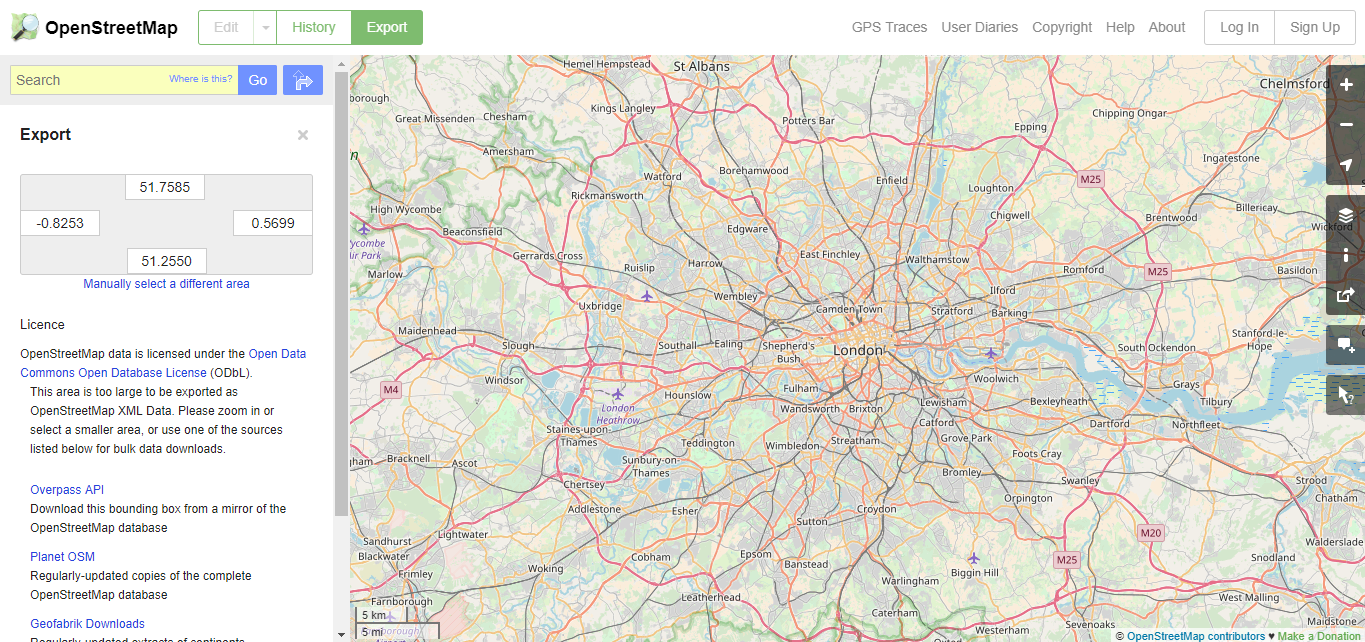 OpenStreetMap
Edit
History
Export
GPS Traces
User Diaries
Copyright
Help
About
Log In
Sign Up
Search
Where is this?
Go
Export
×
51.7585
-0.8253
0.5699
51.2550
Manually select a different area
Licence
OpenStreetMap data is licensed under the Open Data
Commons Open Database License (ODbL).
This area is too large to be exported as
OpenStreetMap XML Data. Please zoom in or
select a smaller area, or use one of the sources
listed below for bulk data downloads.
Overpass API
Download this bounding box from a mirror of the
OpenStreetMap database
Planet OSM
Regularly-updated copies of the complete
OpenStreetMap database
Geofabrik Downloads
Regularly-updated extracts of continents,
Hemel Hempstead
St Albans
Chelmsford
Kings Langley
Great Missenden
Chesham
Potters Bar
Epping
Chipping Ongar
Amersham
Watford
Borehamwood
Enfield
Loughton
Ingatestone
M25
Rickmansworth
High Wycombe
Beaconsfield
Edgware
Chigwell
Brentwood
Billericay
Wickford
Gerrards Cross
Ruislip
Harrow
East Finchley
Walthamstow
Romford
M25
Basildon
Marlow
Uxbridge
Wembley
Camden Town
Ilford
Stratford
Barking
Maidenhead
Slough
Southall
Ealing
Shepherd's
Bush
London
South Ockendon
Stanford-le-
Hope
M4
Windsor
London
Heathrow
Hounslow
Fulham
Wandsworth
Brixton
Woolwich
Lewisham
Bexleyheath
Grays
Tilbury
Staines-upon-
Thames
Teddington
Wimbledon
Streatham
Catford
Grove Park
Dartford
Northfleet
Bracknell
Ascot
Sunbury-on-
Thames
Bromley
Foots Cray
Swanley
Strood
Chatham
Chertsey
Addlestone
Esher
Croydon
Orpington
Sutton
Lightwater
Sandhurst
Blackwater
Frimley
Woking
Cobham
Epsom
Banstead
Biggin Hill
M25
M20
Walderslade
Snodland
Warlingham
Farnborough
Leatherhead
Caterham
Westerham
Sevenoaks
West Malling
Maidstone
5 km
5 mi
© OpenStreetMap contributors ♥ Make a Donation